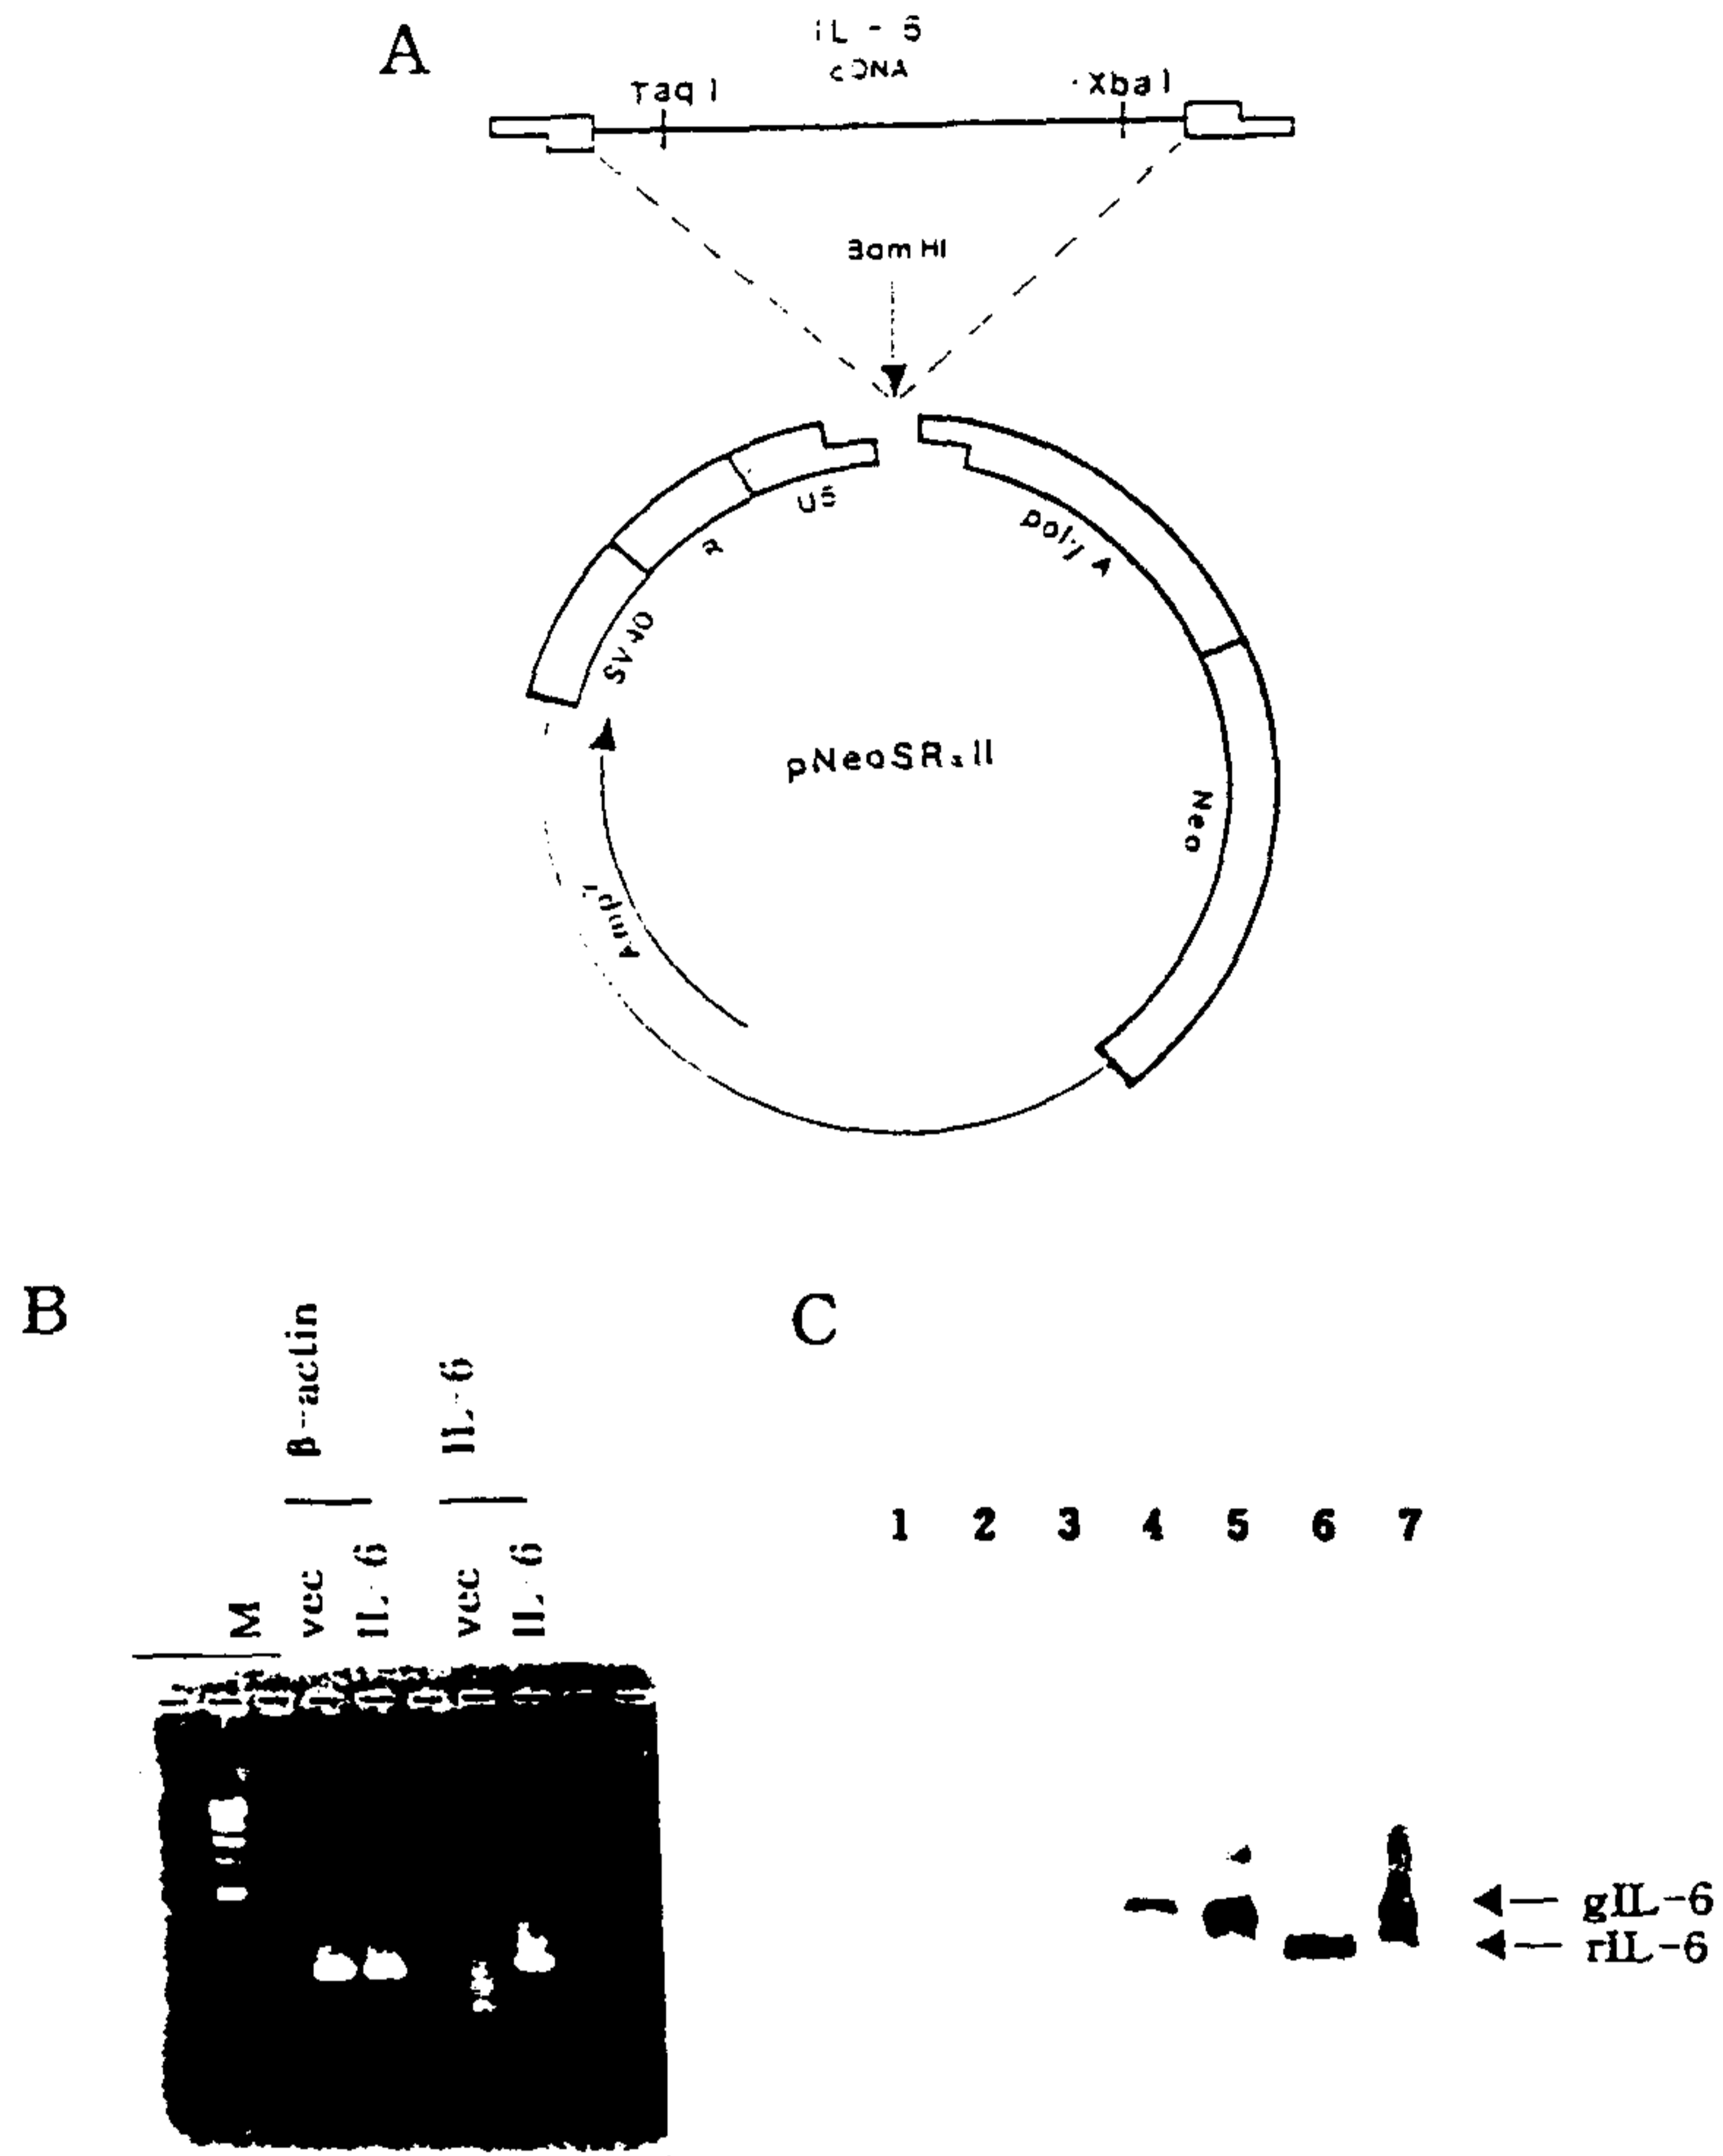 A
IL - 6
cDNA
Taq I
Xba I
Bam HI
U5
R
SV40
poly A
pNeoSRαII
Neo
Amp.
B
C
β-actin
IL-6
M
vec
IL-6
vec
IL-6
1 2 3 4 5 6 7
gIL-6
rIL-6